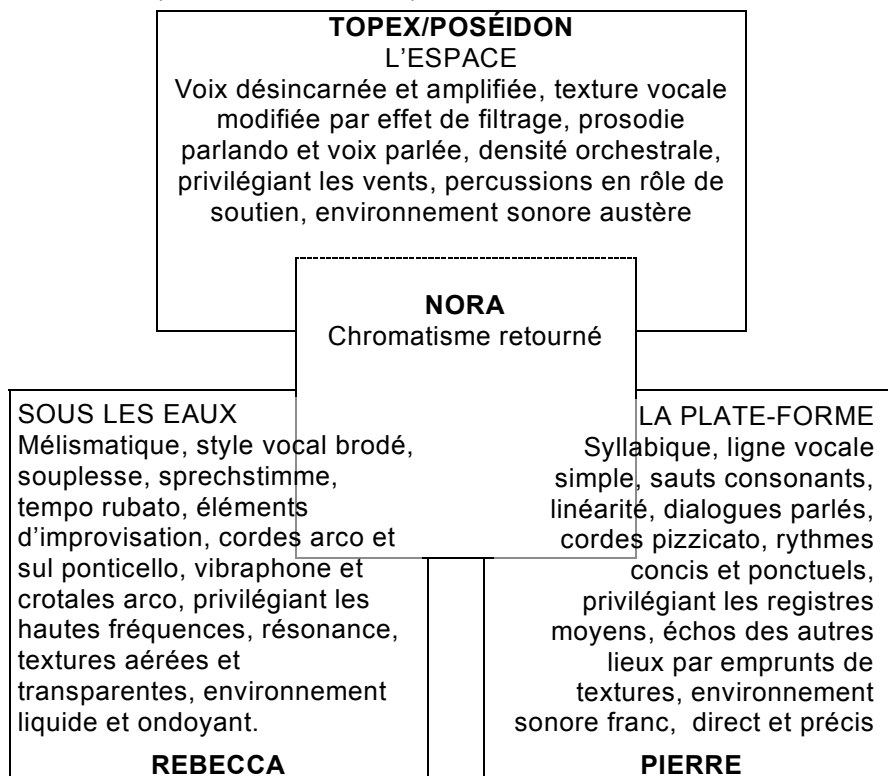 TOPEX/POSÉIDON
L'ESPACE
Voix désincarnée et amplifiée, texture vocale
modifiée par effet de filtrage, prosodie
parlando et voix parlée, densité orchestrale,
privilégiant les vents, percussions en rôle de
soutien, environnement sonore austère
NORA
Chromatisme retourné
SOUS LES EAUX
Mélismatique, style vocal brodé,
souplesse, sprechstimme,
tempo rubato, éléments
d'improvisation, cordes arco et
sul ponticello, vibraphone et
crotales arco, privilégiant les
hautes fréquences, résonance,
textures aérées et
transparentes, environnement
liquide et ondoyant.
REBECCA
LA PLATE-FORME
Syllabique, ligne vocale
simple, sauts consonants,
linéarité, dialogues parlés,
cordes pizzicato, rythmes
concis et ponctuels,
privilégiant les registres
moyens, échos des autres
lieux par emprunts de
textures, environnement
sonore franc, direct et précis
PIERRE